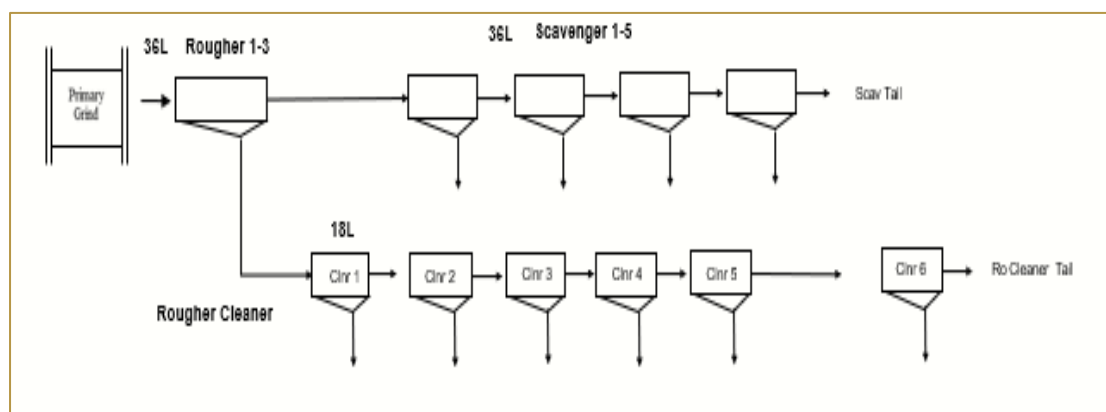 36L Rougher 1-3
36L Scavenger 1-5
Primary
Grind
Scav Tail
18L
Clnr 1
Clnr 2
Clnr 3
Clnr 4
Clnr 5
Clnr 6
Ro Cleaner Tail
Rougher Cleaner